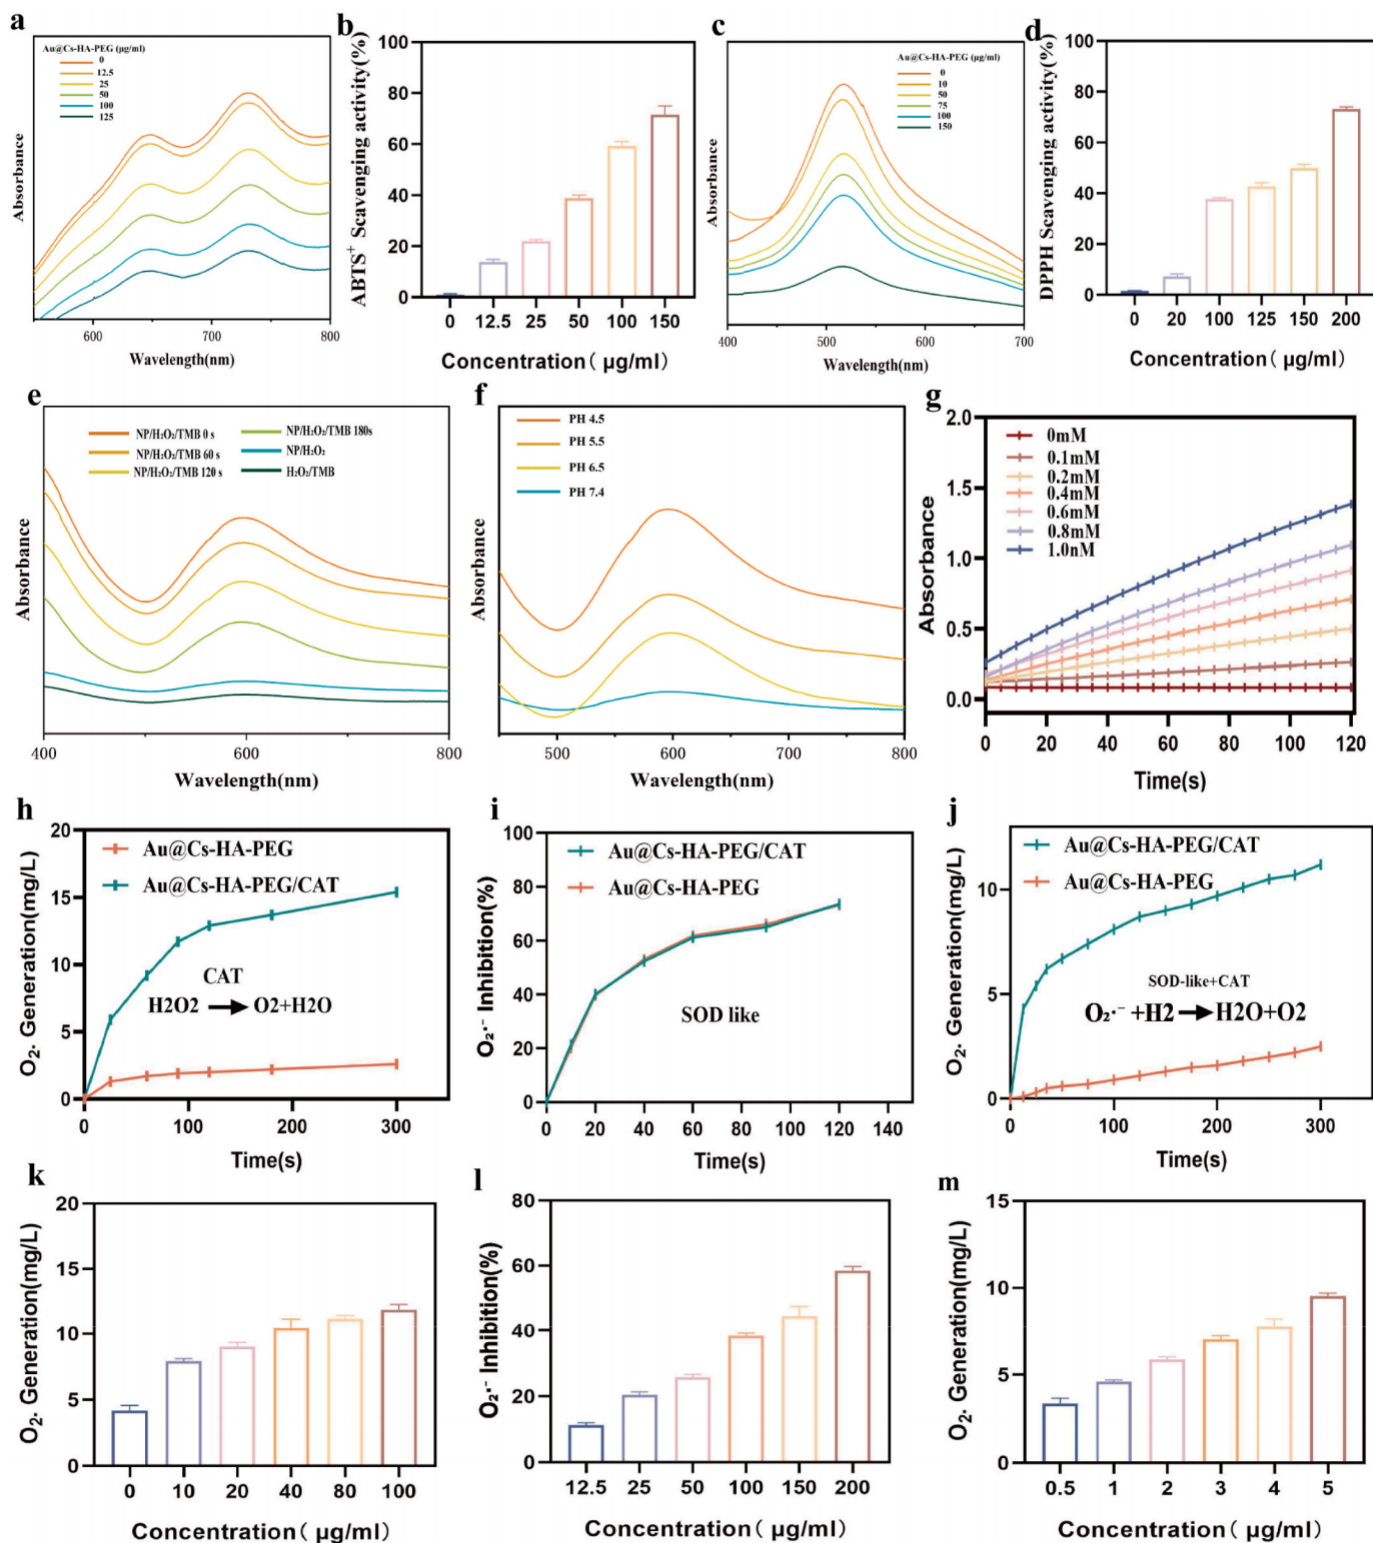 a
Au@Cs-HA-PEG (µg/ml)
0
12.5
25
50
100
125
Absorbance
600
700
800
Wavelength(nm)
b
ABTS⁺ Scavenging activity(%)
100
80
60
40
20
0
0
12.5
25
50
100
150
Concentration( µg/ml)
c
Au@Cs-HA-PEG (µg/ml)
0
10
50
75
100
150
Absorbance
400
500
600
700
Wavelength(nm)
d
DPPH Scavenging activity(%)
100
80
60
40
20
0
0
20
100
125
150
200
Concentration( µg/ml)
e
NP/H₂O₂/TMB 0 s
NP/H₂O₂/TMB 60 s
NP/H₂O₂/TMB 120 s
NP/H₂O₂/TMB 180s
NP/H₂O₂
H₂O₂/TMB
Absorbance
400
500
600
800
Wavelength(nm)
f
PH 4.5
PH 5.5
PH 6.5
PH 7.4
Absorbance
500
600
700
800
Wavelength(nm)
g
0mM
0.1mM
0.2mM
0.4mM
0.6mM
0.8mM
1.0nM
Absorbance
2.0
1.5
1.0
0.5
0.0
0
20
40
60
80
100
120
Time(s)
h
Au@Cs-HA-PEG
Au@Cs-HA-PEG/CAT
CAT
H2O2 → O2+H2O
O₂. Generation(mg/L)
20
15
10
5
0
0
100
200
300
Time(s)
i
Au@Cs-HA-PEG/CAT
Au@Cs-HA-PEG
SOD like
O₂·⁻ Inhibition(%)
100
80
60
40
20
0
0
20
40
60
80
100
120
140
Time(s)
j
Au@Cs-HA-PEG/CAT
Au@Cs-HA-PEG
SOD-like+CAT
O₂·⁻ +H2 → H2O+O2
O₂. Generation(mg/L)
10
5
0
0
100
200
300
Time(s)
k
O₂. Generation(mg/L)
20
15
10
5
0
0
10
20
40
80
100
Concentration( µg/ml)
l
O₂·⁻ Inhibition(%)
80
60
40
20
0
12.5
25
50
100
150
200
Concentration( µg/ml)
m
O₂. Generation(mg/L)
15
10
5
0
0.5
1
2
3
4
5
Concentration( µg/ml)